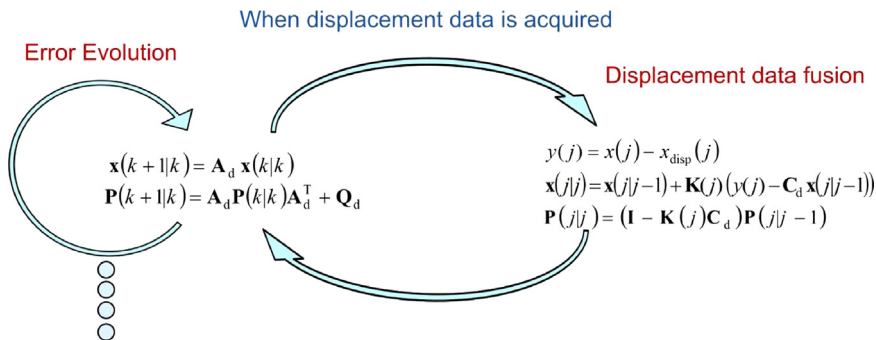 When displacement data is acquired
Error Evolution
Displacement data fusion
x(k+1|k) = A_d x(k|k)
P(k+1|k) = A_d P(k|k) A_d^T + Q_d
y(j) = x(j) − x_disp(j)
x(j|j) = x(j|j−1) + K(j)(y(j) − C_d x(j|j−1))
P(j|j) = (I − K(j)C_d)P(j|j−1)